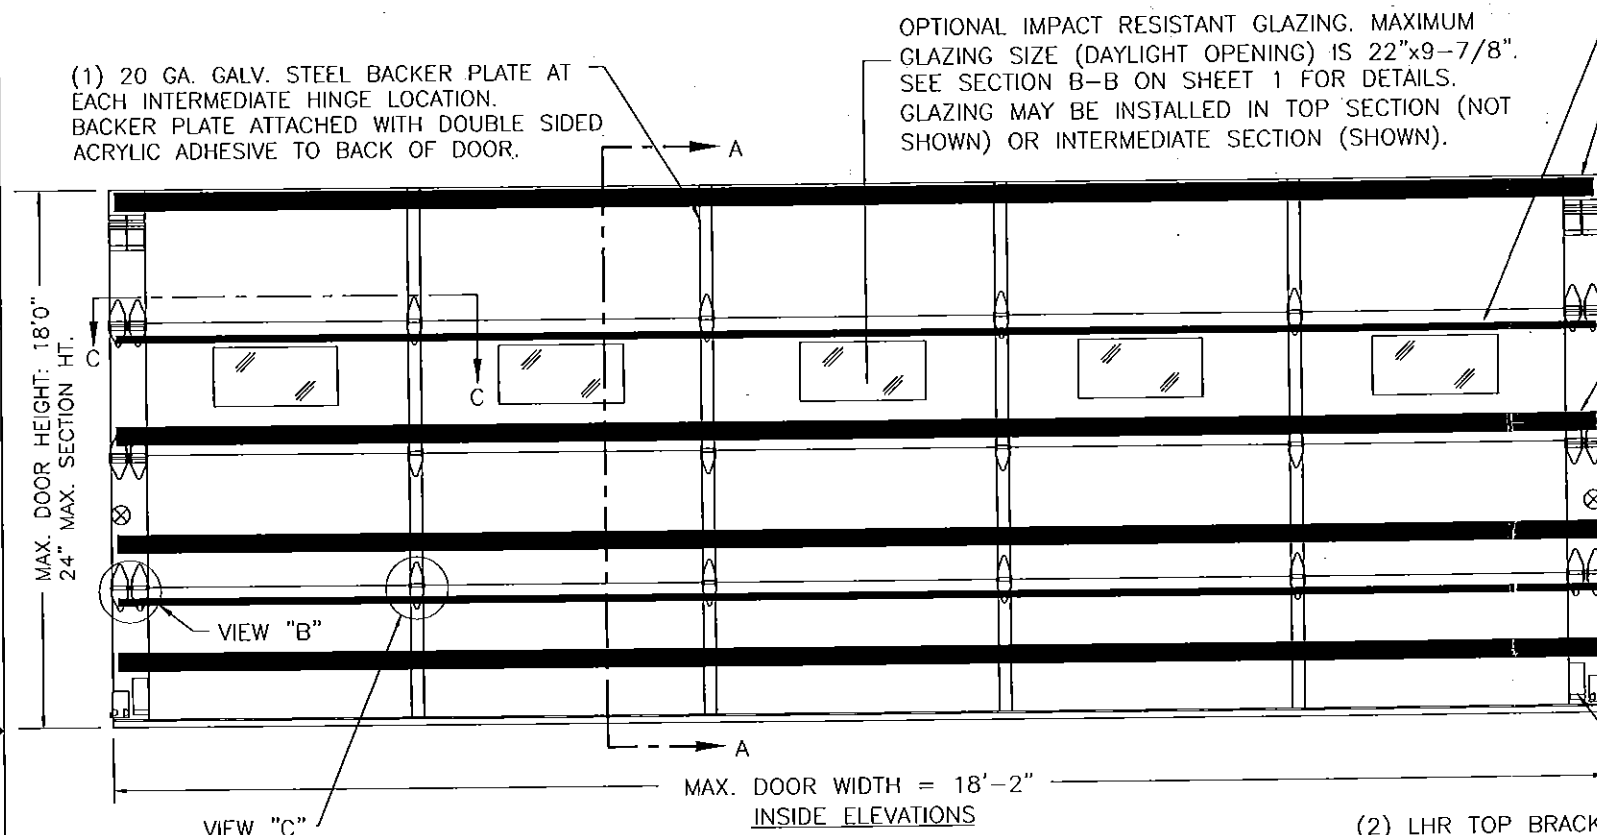 (1) 20 GA. GALV. STEEL BACKER PLATE AT
EACH INTERMEDIATE HINGE LOCATION.
BACKER PLATE ATTACHED WITH DOUBLE SIDED
ACRYLIC ADHESIVE TO BACK OF DOOR.
OPTIONAL IMPACT RESISTANT GLAZING. MAXIMUM
GLAZING SIZE (DAYLIGHT OPENING) IS 22"x9-7/8".
SEE SECTION B-B ON SHEET 1 FOR DETAILS.
GLAZING MAY BE INSTALLED IN TOP SECTION (NOT
SHOWN) OR INTERMEDIATE SECTION (SHOWN).
A
C
C
MAX. DOOR HEIGHT: 18'0"
24" MAX. SECTION HT.
VIEW "B"
A
MAX. DOOR WIDTH = 18'-2"
INSIDE ELEVATIONS
VIEW "C"
(2) LHR TOP BRACK